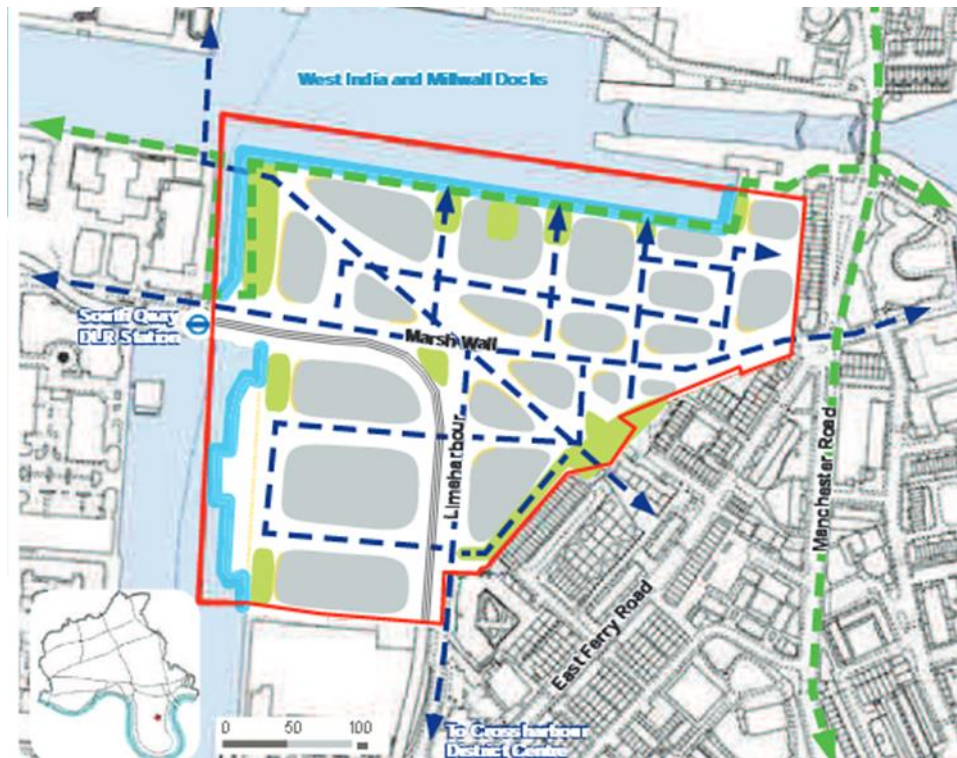 West India and Millwall Docks
South Quay
DLR Station
Marsh Wall
Limeharbour
Manchester Road
East Ferry Road
0 50 100
To Crossharbour
District Centre